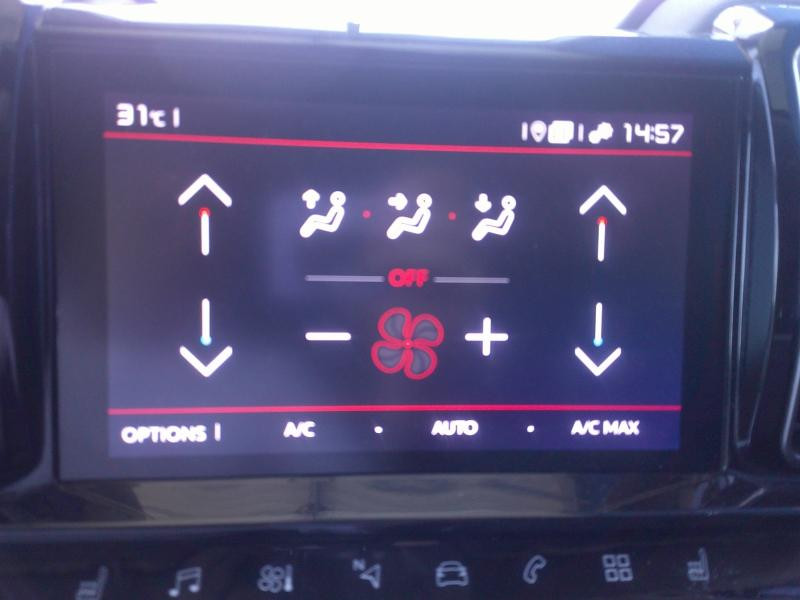 31°C 14:57
OFF
OPTIONS A/C AUTO A/C MAX
N